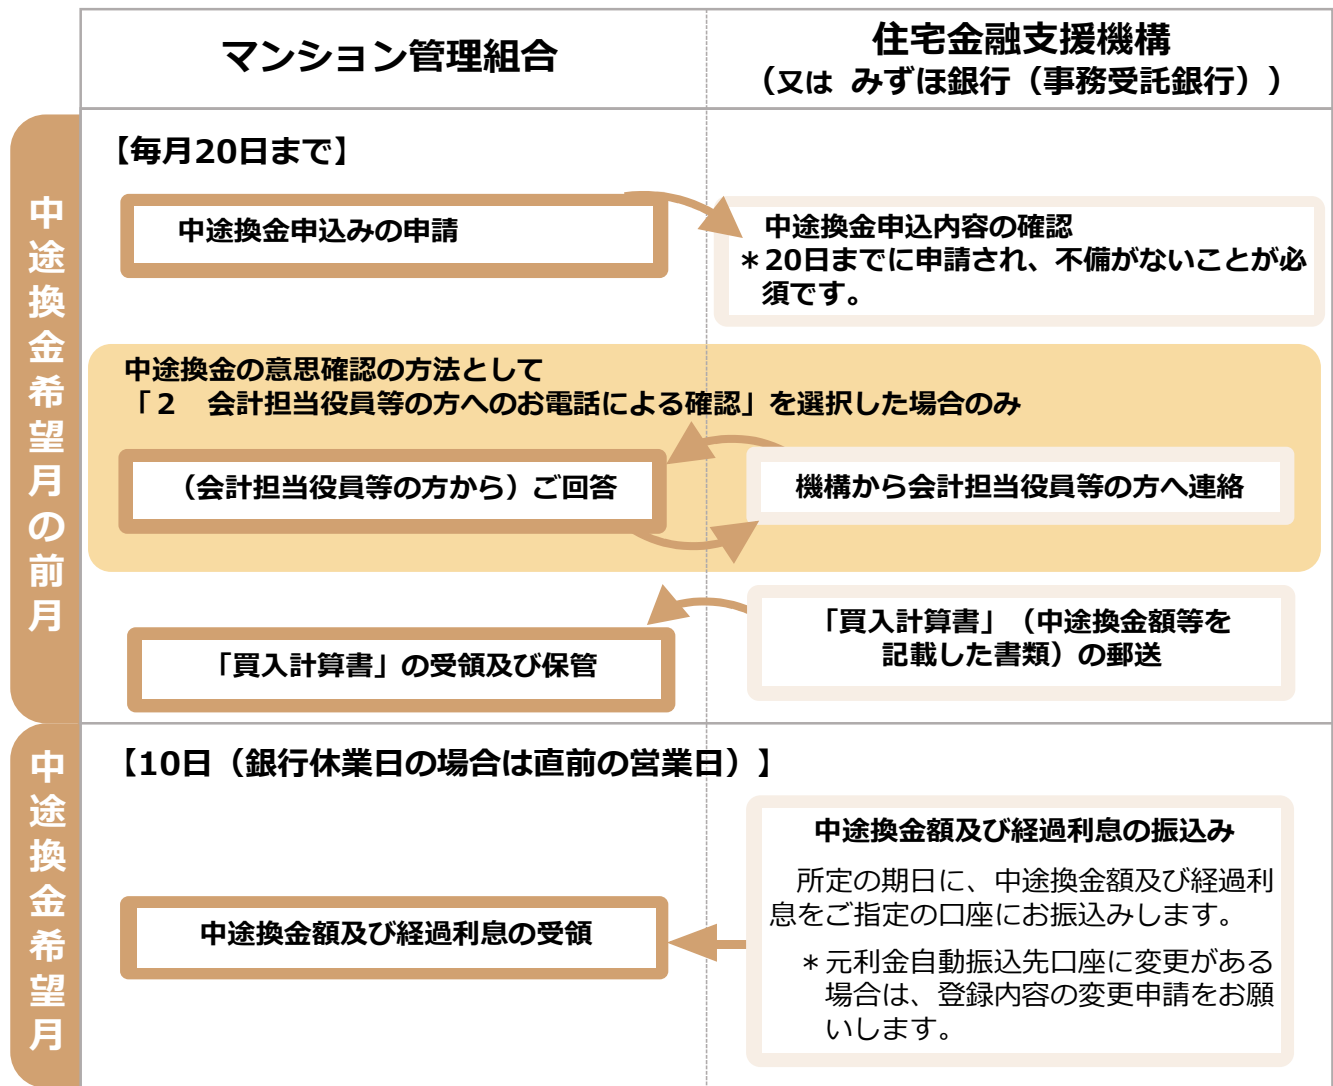 マンション管理組合
住宅金融支援機構
（又は みずほ銀行（事務受託銀行））
中途換金希望月の前月
【毎月20日まで】
中途換金申込みの申請
中途換金申込内容の確認
＊20日までに申請され、不備がないことが必
須です。
中途換金の意思確認の方法として
「２　会計担当役員等の方へのお電話による確認」を選択した場合のみ
（会計担当役員等の方から）ご回答
機構から会計担当役員等の方へ連絡
「買入計算書」（中途換金額等を
記載した書類）の郵送
「買入計算書」の受領及び保管
中途換金希望月
【10日（銀行休業日の場合は直前の営業日）】
中途換金額及び経過利息の振込み
所定の期日に、中途換金額及び経過利
息をご指定の口座にお振込みします。
＊元利金自動振込先口座に変更がある
場合は、登録内容の変更申請をお願
いします。
中途換金額及び経過利息の受領